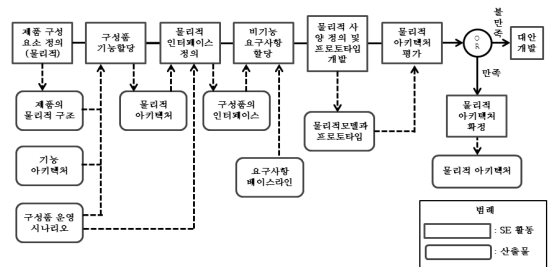 제품 구성
요소 정의
(물리적)
구성품
기능할당
물리적
인터페이스
정의
비기능
요구사항
할당
물리적 사
양 정의 및
프로토타입
개발
물리적
아키텍처
평가
OR
불만족
대안
개발
만족
제품의
물리적 구조
물리적
아키텍처
구성품의
인터페이스
물리적모델과
프로토타입
물리적
아키텍처
확정
기능
아키텍처
요구사항
베이스라인
물리적 아키텍처
구성품 운영
시나리오
범례
: SE 활동
: 산출물